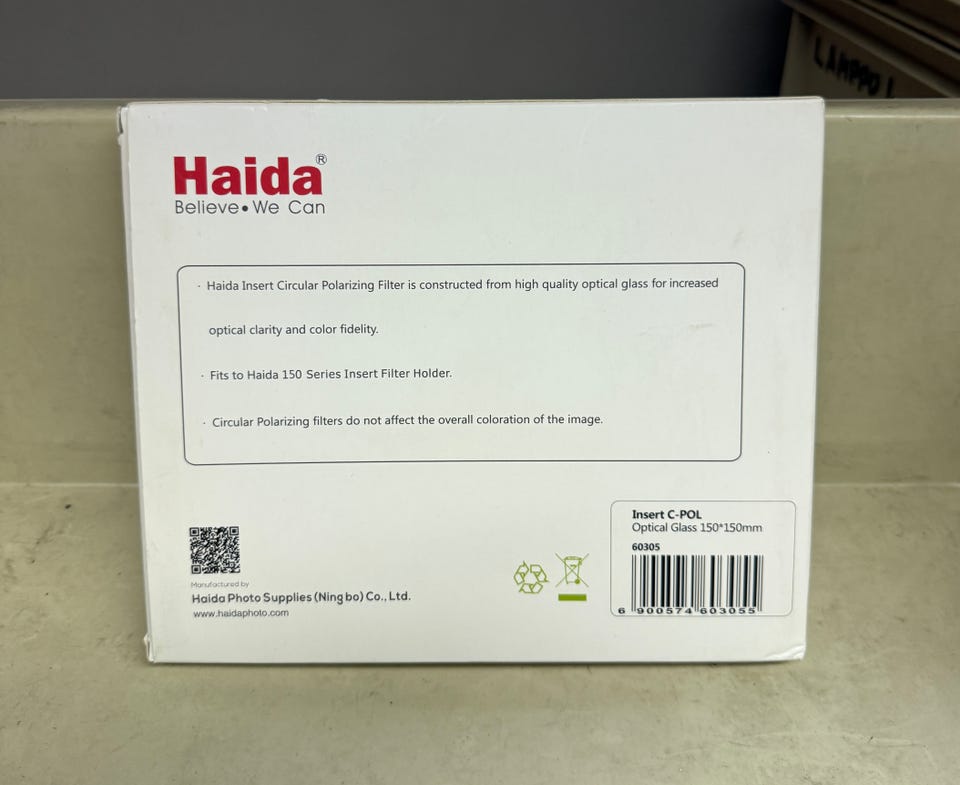 LAMPPU
Haida®
Believe•We Can
· Haida Insert Circular Polarizing Filter is constructed from high quality optical glass for increased
optical clarity and color fidelity.
· Fits to Haida 150 Series Insert Filter Holder.
· Circular Polarizing filters do not affect the overall coloration of the image.
Insert C-POL
Optical Glass 150*150mm
60305
6 900574 603055
Manufactured by
Haida Photo Supplies (Ning bo) Co., Ltd.
www.haidaphoto.com